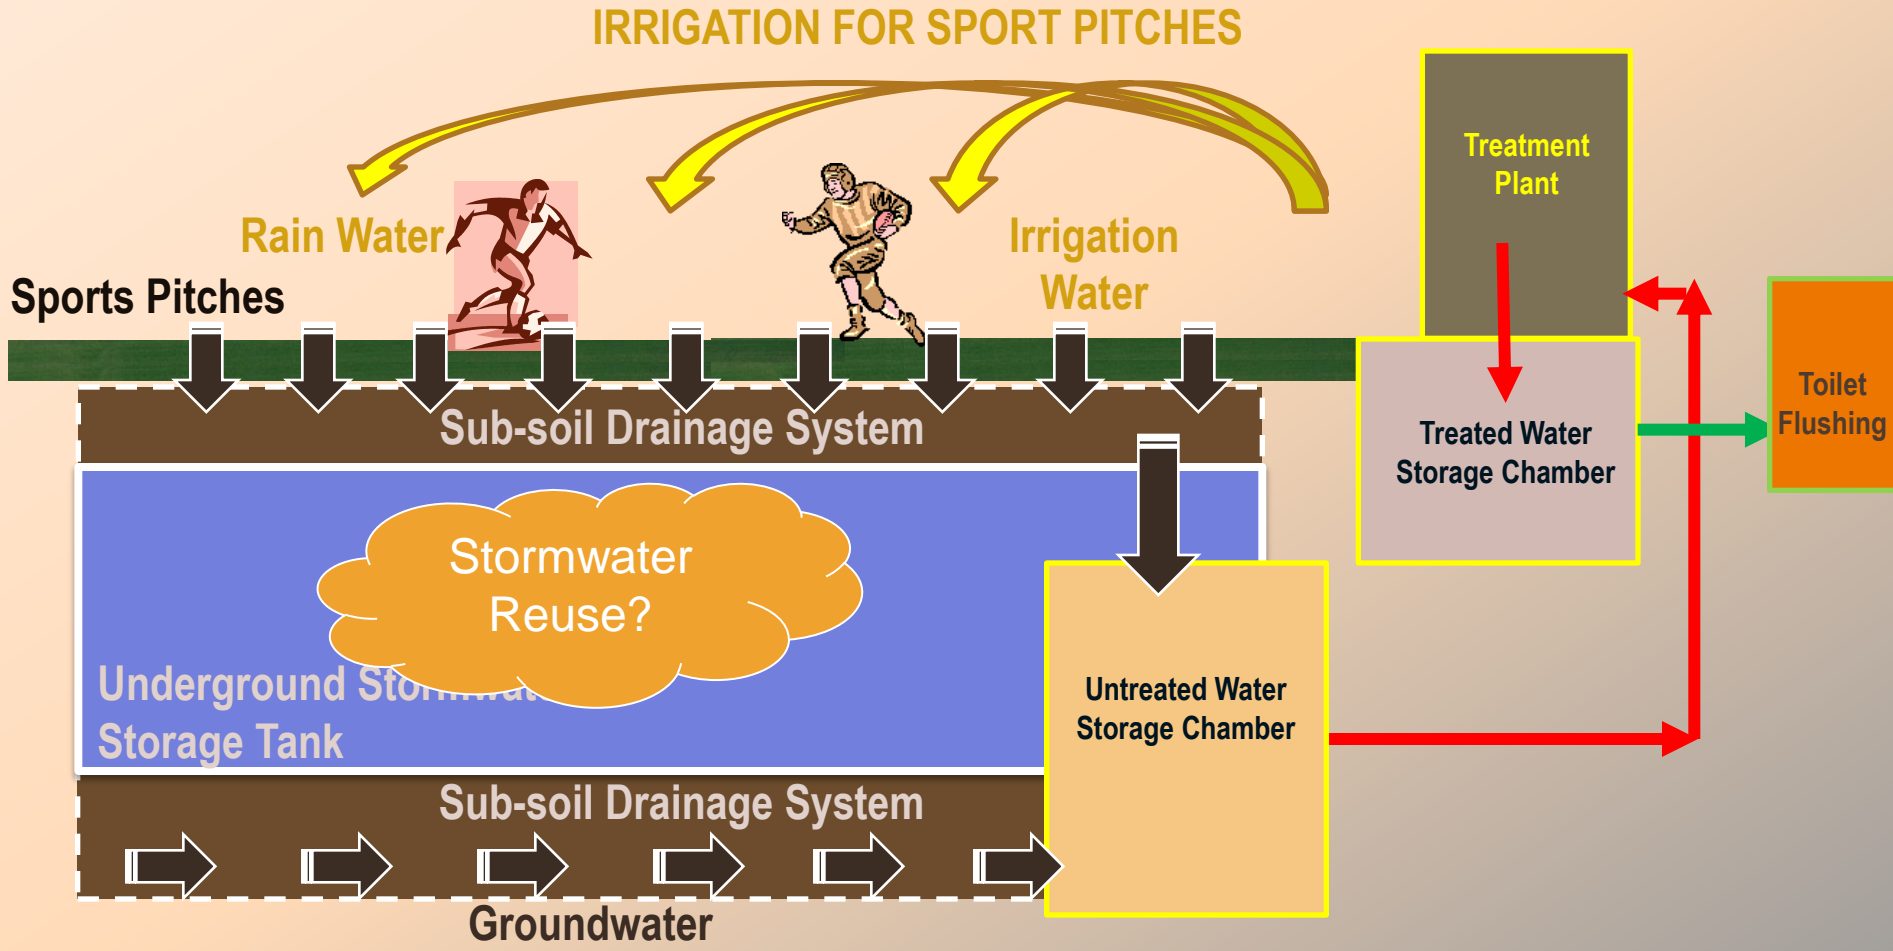 IRRIGATION FOR SPORT PITCHES
Treatment
Plant
Rain Water
Irrigation
Water
Sports Pitches
Toilet
Flushing
Sub-soil Drainage System
Treated Water
Storage Chamber
Stormwater
Reuse?
Underground
Storage Tank
Untreated Water
Storage Chamber
Sub-soil Drainage System
Groundwater